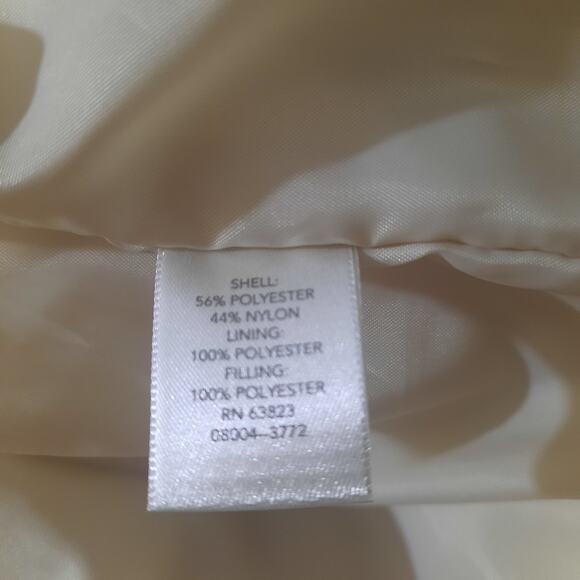 SHELL:
56% POLYESTER
44% NYLON
LINING:
100% POLYESTER
FILLING:
100% POLYESTER
RN 63823
08004-3772